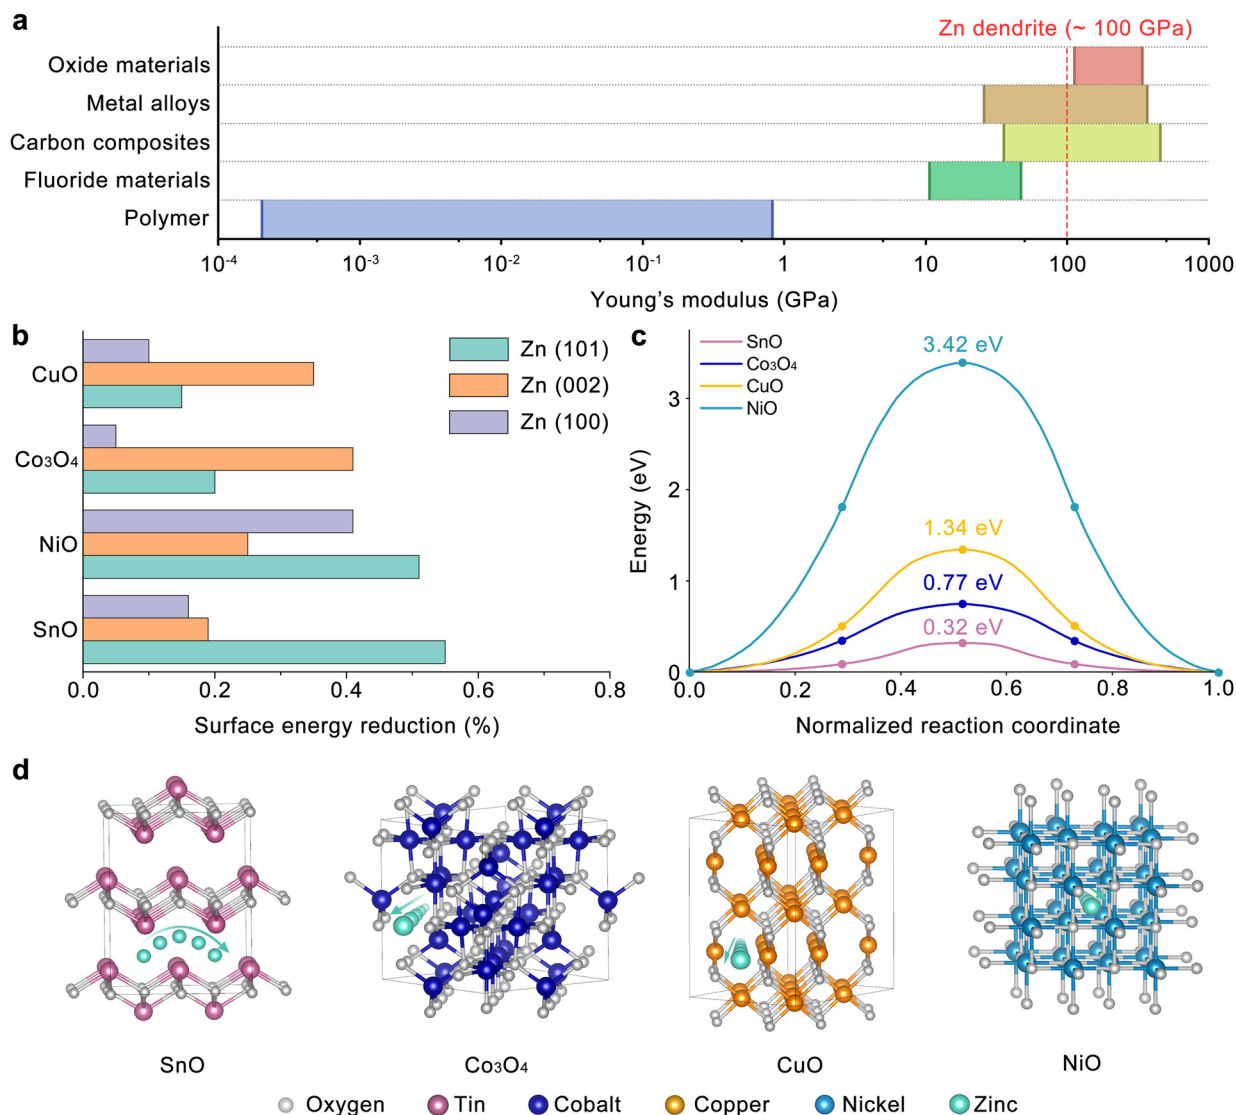 a
Zn dendrite (~ 100 GPa)
Oxide materials
Metal alloys
Carbon composites
Fluoride materials
Polymer
10⁻⁴ 10⁻³ 10⁻² 10⁻¹ 1 10 100 1000
Young's modulus (GPa)
b
CuO
Co₃O₄
NiO
SnO
Zn (101)
Zn (002)
Zn (100)
0.0 0.2 0.4 0.6 0.8
Surface energy reduction (%)
c
SnO
Co₃O₄
CuO
NiO
3.42 eV
1.34 eV
0.77 eV
0.32 eV
Energy (eV)
3
2
1
0
0.0 0.2 0.4 0.6 0.8 1.0
Normalized reaction coordinate
d
SnO Co₃O₄ CuO NiO
Oxygen Tin Cobalt Copper Nickel Zinc